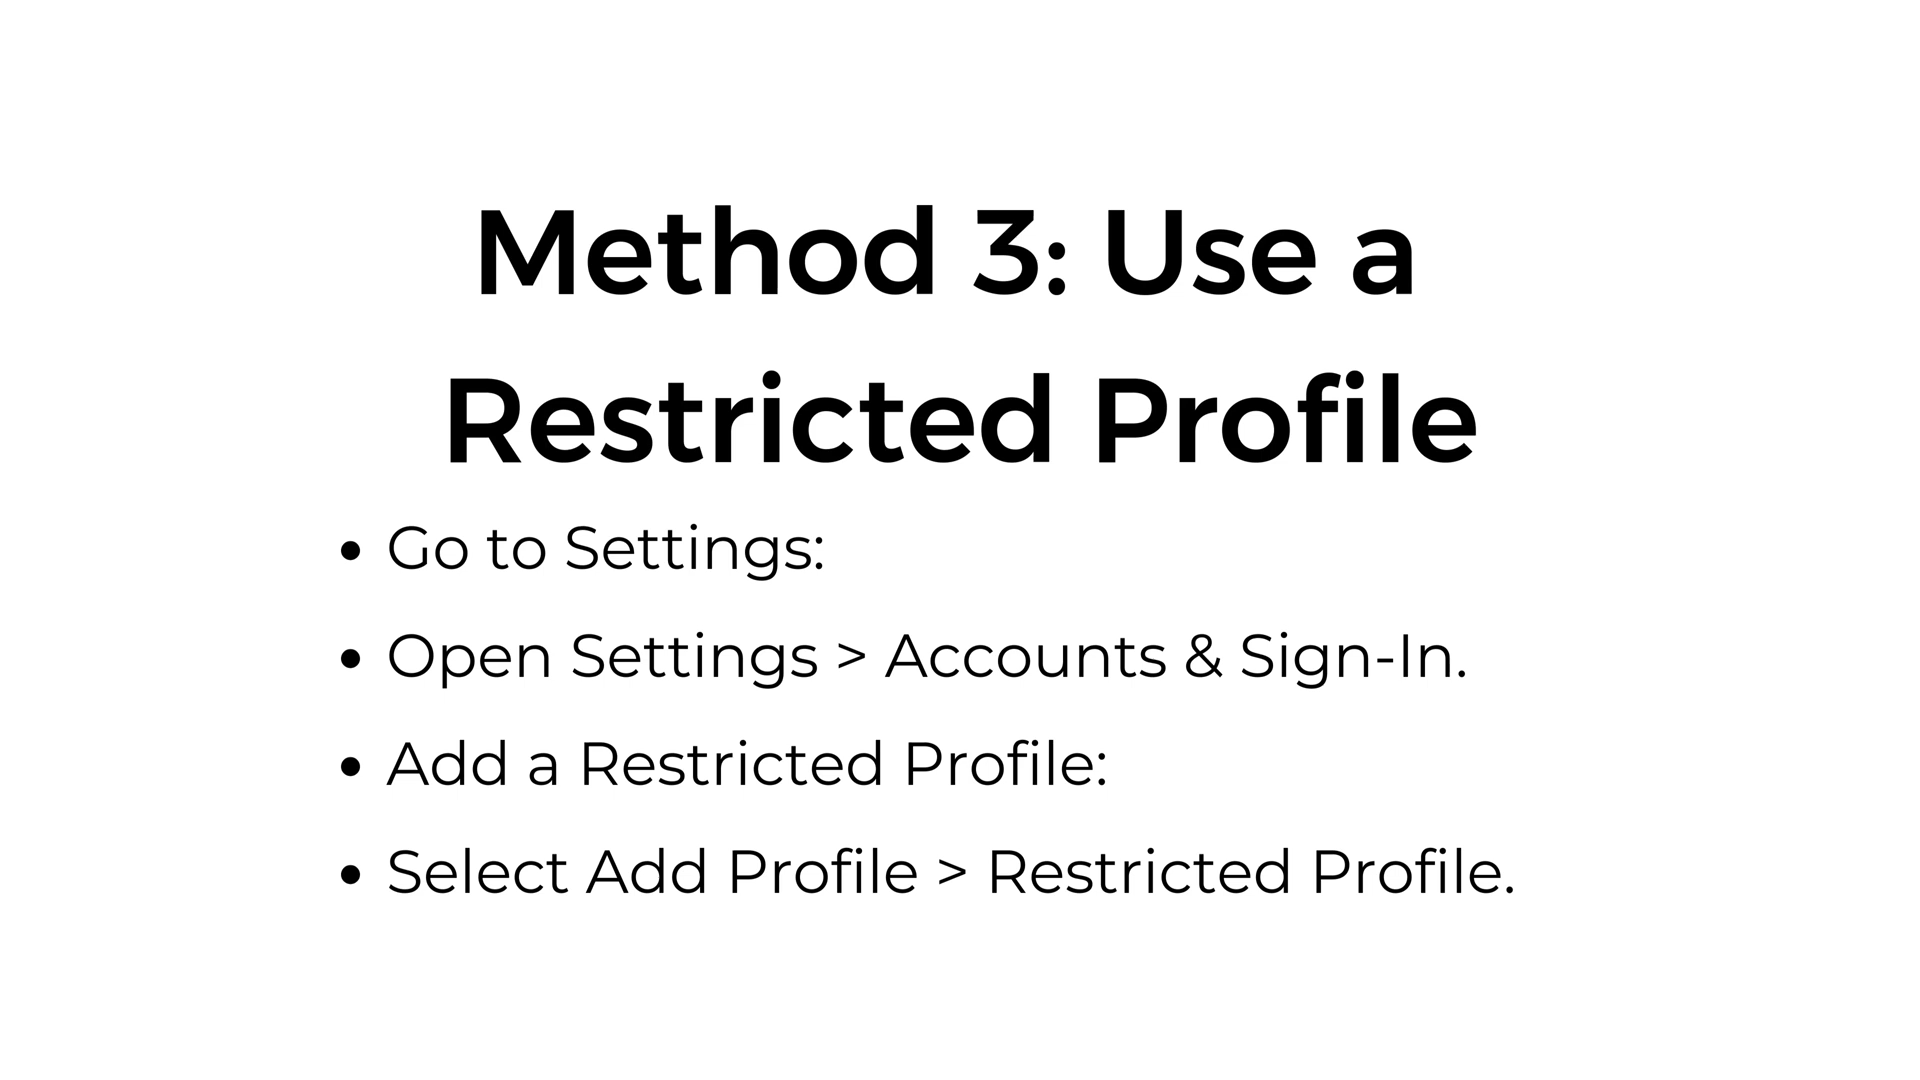 Method 3: Use a
Restricted Profile
• Go to Settings:
• Open Settings > Accounts & Sign-In.
• Add a Restricted Profile:
• Select Add Profile > Restricted Profile.